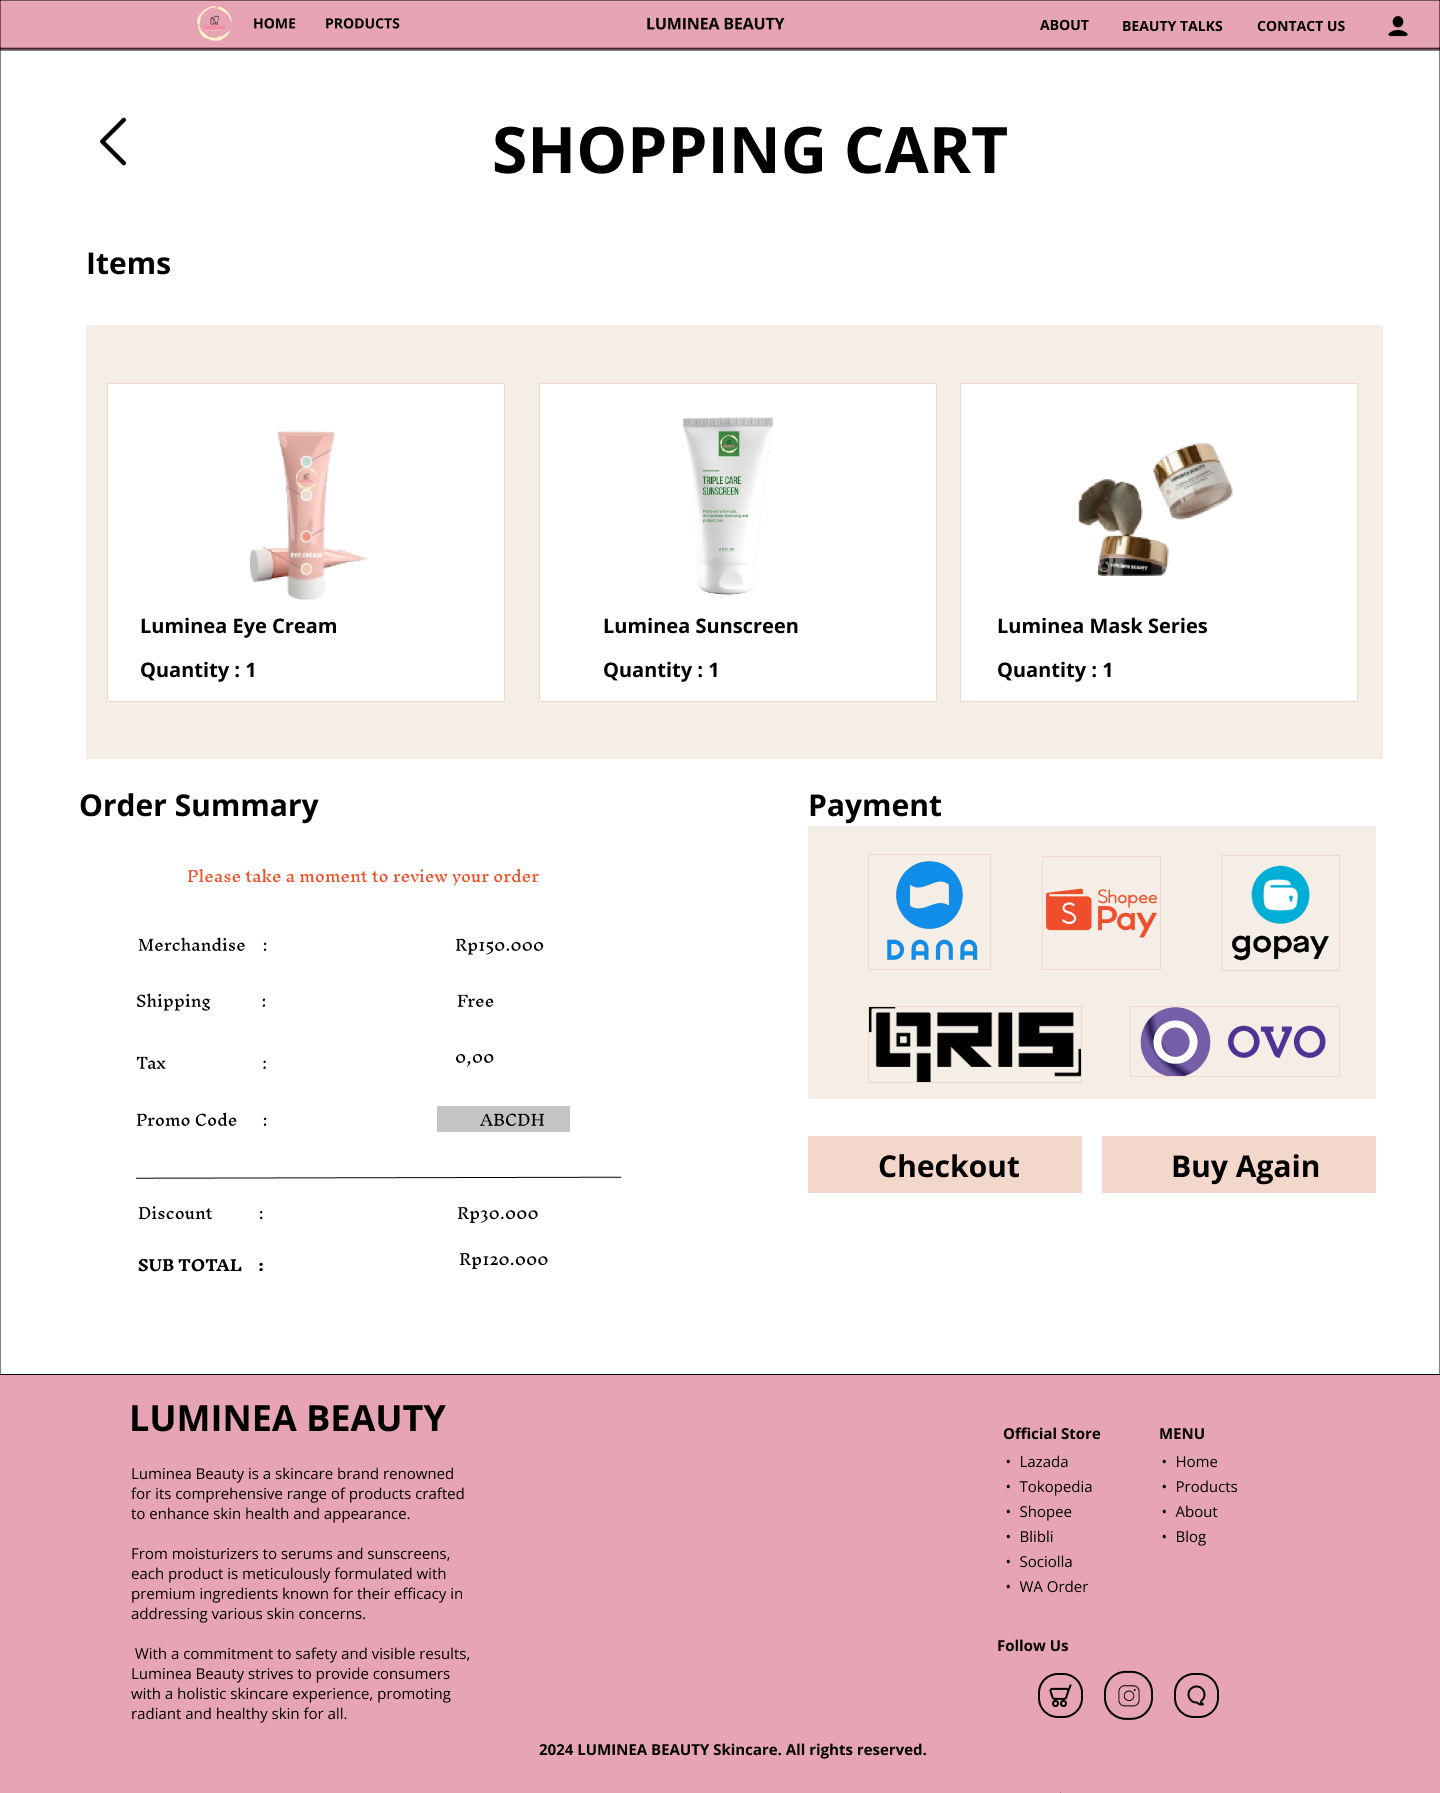 HOME
PRODUCTS
LUMINEA BEAUTY
ABOUT
BEAUTY TALKS
CONTACT US
SHOPPING CART
Items
EYE CREAM
TRIPLE CARE
SUNSCREEN
LUMINEA BEAUTY
LUMINEA BEAUTY
Luminea Eye Cream
Quantity : 1
Luminea Sunscreen
Quantity : 1
Luminea Mask Series
Quantity : 1
Order Summary
Please take a moment to review your order
Merchandise : Rp150.000
Shipping : Free
Tax : 0,00
Promo Code : ABCDH
Discount : Rp30.000
SUB TOTAL : Rp120.000
Payment
DANA
S Shopee
Pay
gopay
QRIS
OVO
Checkout
Buy Again
LUMINEA BEAUTY
Luminea Beauty is a skincare brand renowned
for its comprehensive range of products crafted
to enhance skin health and appearance.
From moisturizers to serums and sunscreens,
each product is meticulously formulated with
premium ingredients known for their efficacy in
addressing various skin concerns.
With a commitment to safety and visible results,
Luminea Beauty strives to provide consumers
with a holistic skincare experience, promoting
radiant and healthy skin for all.
Official Store
• Lazada
• Tokopedia
• Shopee
• Blibli
• Sociolla
• WA Order
MENU
• Home
• Products
• About
• Blog
Follow Us
2024 LUMINEA BEAUTY Skincare. All rights reserved.